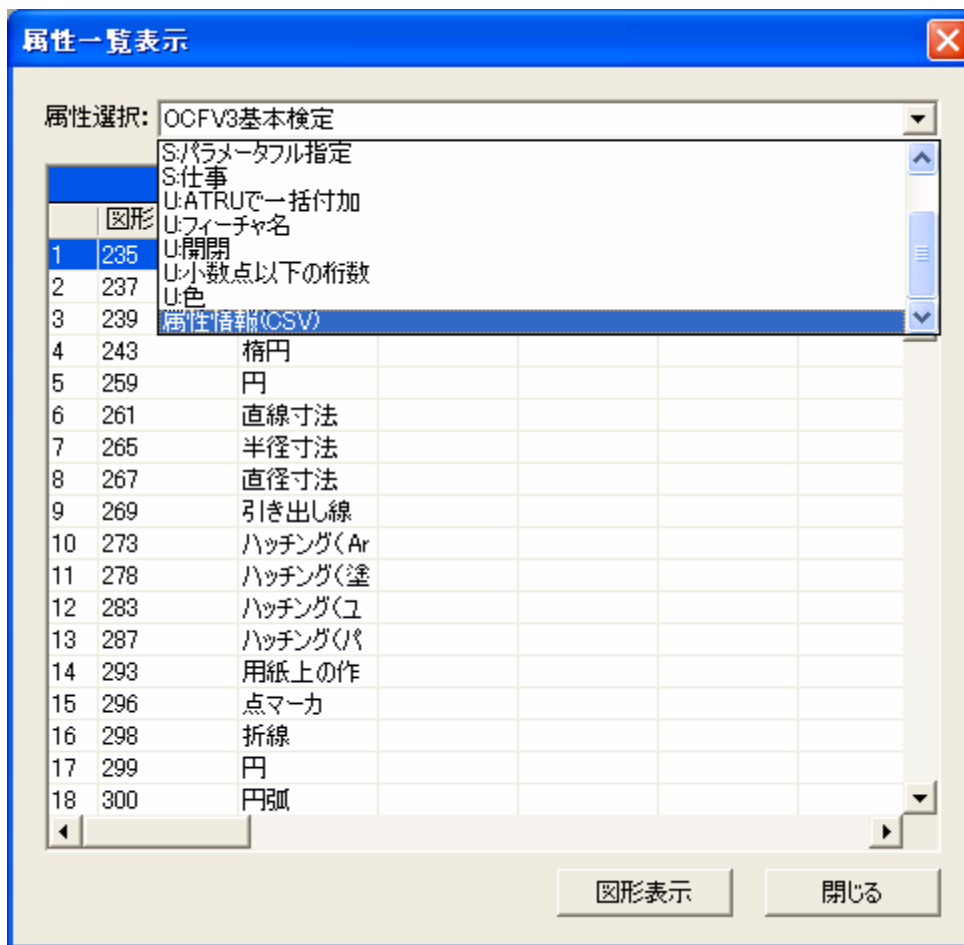 属性一覧表示
属性選択: OCFV3基本検定
S:パラメータフル指定
S:仕事
U:ATRUで一括付加
U:フィーチャ名
U:開閉
U:小数点以下の桁数
U:色
属性情報(CSV)
図形
1 235
2 237
3 239
4 243 楕円
5 259 円
6 261 直線寸法
7 265 半径寸法
8 267 直径寸法
9 269 引き出し線
10 273 ハッチング(Ar
11 278 ハッチング(塗
12 283 ハッチング(ユ
13 287 ハッチング(パ
14 293 用紙上の作
15 296 点マーカ
16 298 折線
17 299 円
18 300 円弧
図形表示 閉じる